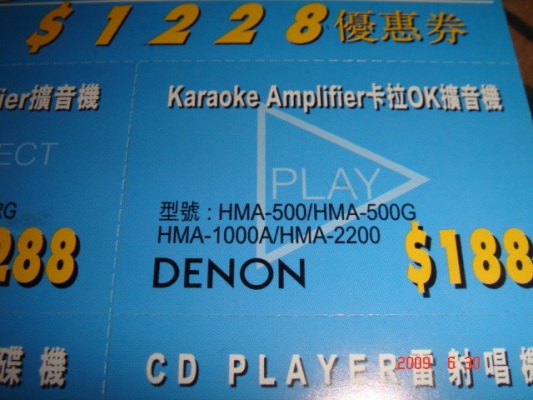 $1228優惠券
ier擴音機
Karaoke Amplifier卡拉OK擴音機
ECT
PLAY
RG
型號 : HMA-500/HMA-500G
HMA-1000A/HMA-2200
288
DENON
$188
碟機
CD PLAYER雷射唱機
2009 6 30